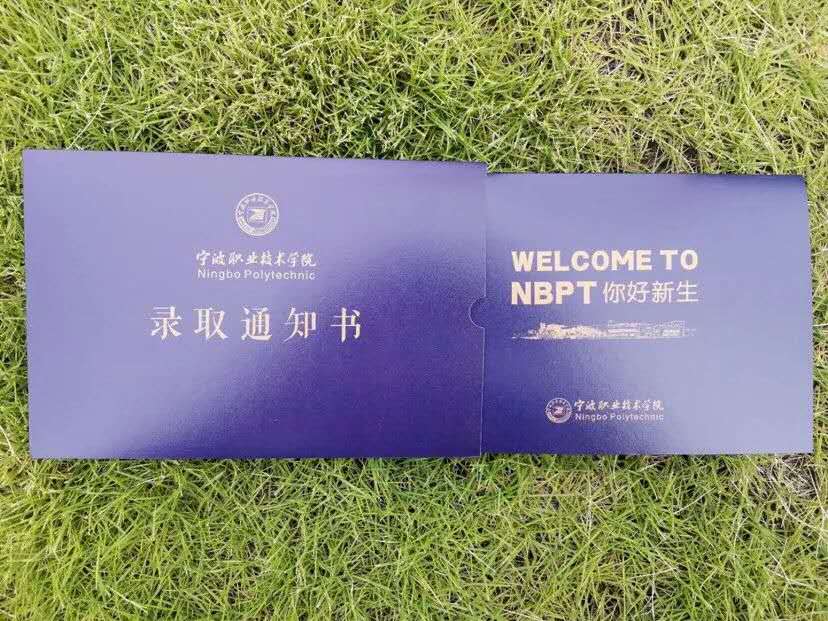 宁波职业技术学院
Ningbo Polytechnic
录取通知书
WELCOME TO
NBPT 你好新生
宁波职业技术学院
Ningbo Polytechnic